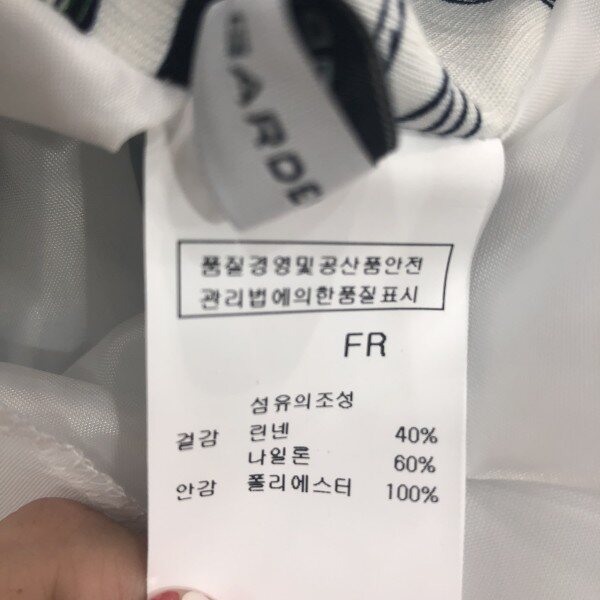 GARDE
품질경영및공산품안전
관리법에의한품질표시
FR
섬유의조성
겉감 린넨 40%
나일론 60%
안감 폴리에스터 100%